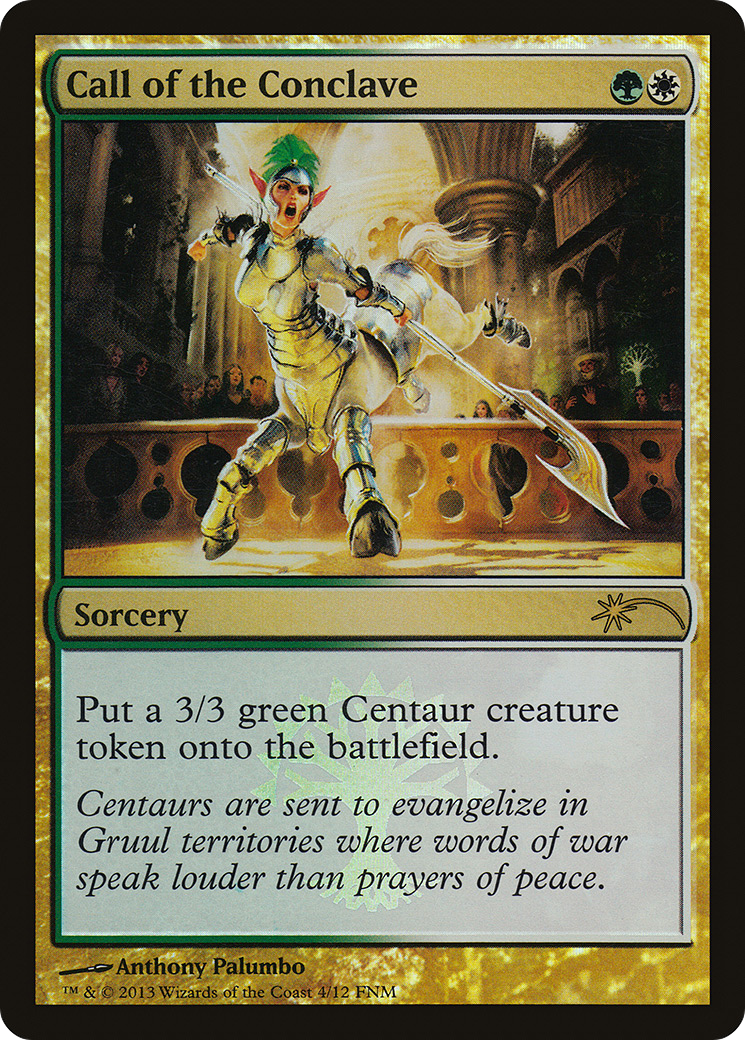 Call of the Conclave
Sorcery
Put a 3/3 green Centaur creature
token onto the battlefield.
Centaurs are sent to evangelize in
Gruul territories where words of war
speak louder than prayers of peace.
Anthony Palumbo
™ & © 2013 Wizards of the Coast 4/12 FNM